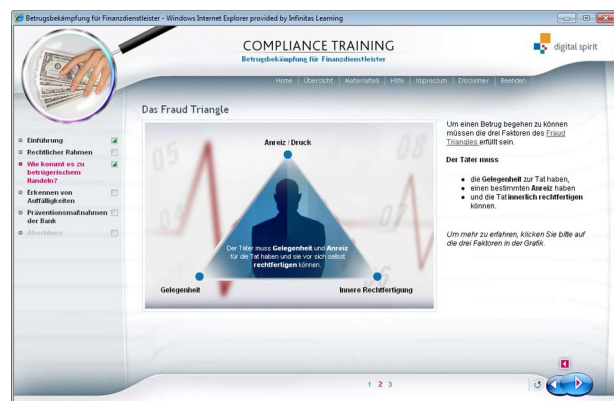 Betrugsbekämpfung für Finanzdienstleister - Windows Internet Explorer provided by Infinitas Learning
COMPLIANCE TRAINING
Betrugsbekämpfung für Finanzdienstleister
digital spirit
Home | Übersicht | Materialteil | Hilfe | Impressum | Disclaimer | Beenden
Einführung
Rechtlicher Rahmen
Wie kommt es zu
betrügerischem
Handeln?
Erkennen von
Auffälligkeiten
Präventionsmaßnahmen
der Bank
Abschluss
Das Fraud Triangle
05
08
04
07
06
Anreiz / Druck
Der Täter muss Gelegenheit und Anreiz
für die Tat haben und sie vor sich selbst
rechtfertigen können.
Gelegenheit
Innere Rechtfertigung
Um einen Betrug begehen zu können
müssen die drei Faktoren des Fraud
Triangles erfüllt sein.
Der Täter muss
die Gelegenheit zur Tat haben,
einen bestimmten Anreiz haben
und die Tat innerlich rechtfertigen
können.
Um mehr zu erfahren, klicken Sie bitte auf
die drei Faktoren in der Grafik.
1 2 3